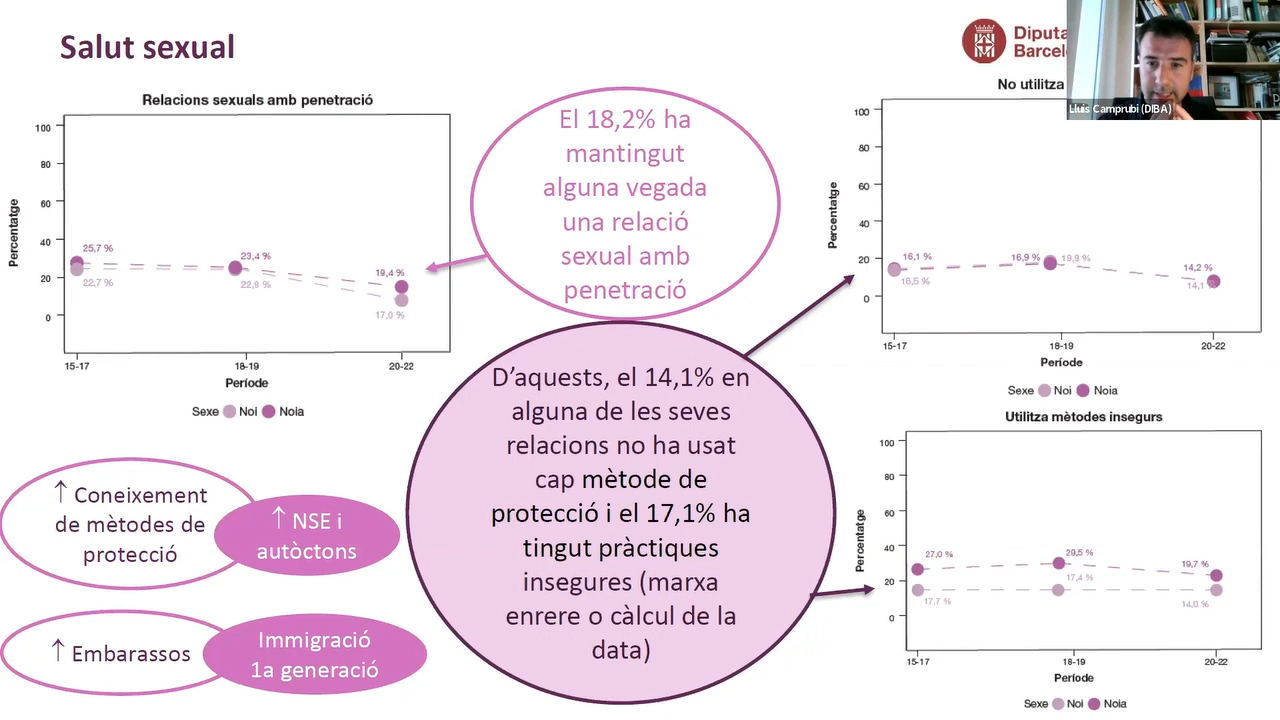 Salut sexual
Diputa
Barcel
Lluís Camprubí (DIBA)
Relacions sexuals amb penetració
Percentatge
100
80
60
40
20
0
25,7 %
22,7 %
23,4 %
22,9 %
19,4 %
17,0 %
15-17
18-19
20-22
Període
Sexe Noi Noia
El 18,2% ha
mantingut
alguna vegada
una relació
sexual amb
penetració
No utilitza
Percentatge
100
80
60
40
20
0
16,1 %
16,5 %
16,9 %
19,9 %
14,2 %
14,1
15-17
18-19
20-22
Període
Sexe Noi Noia
D'aquests, el 14,1% en
alguna de les seves
relacions no ha usat
cap mètode de
protecció i el 17,1% ha
tingut pràctiques
insegures (marxa
enrere o càlcul de la
data)
Utilitza mètodes insegurs
Percentatge
100
80
60
40
20
0
27,0 %
17,7 %
29,5 %
17,4 %
19,7 %
14,0 %
15-17
18-19
20-22
Període
Sexe Noi Noia
↑ Coneixement
de mètodes de
protecció
↑ NSE i
autòctons
↑ Embarassos
Immigració
1a generació